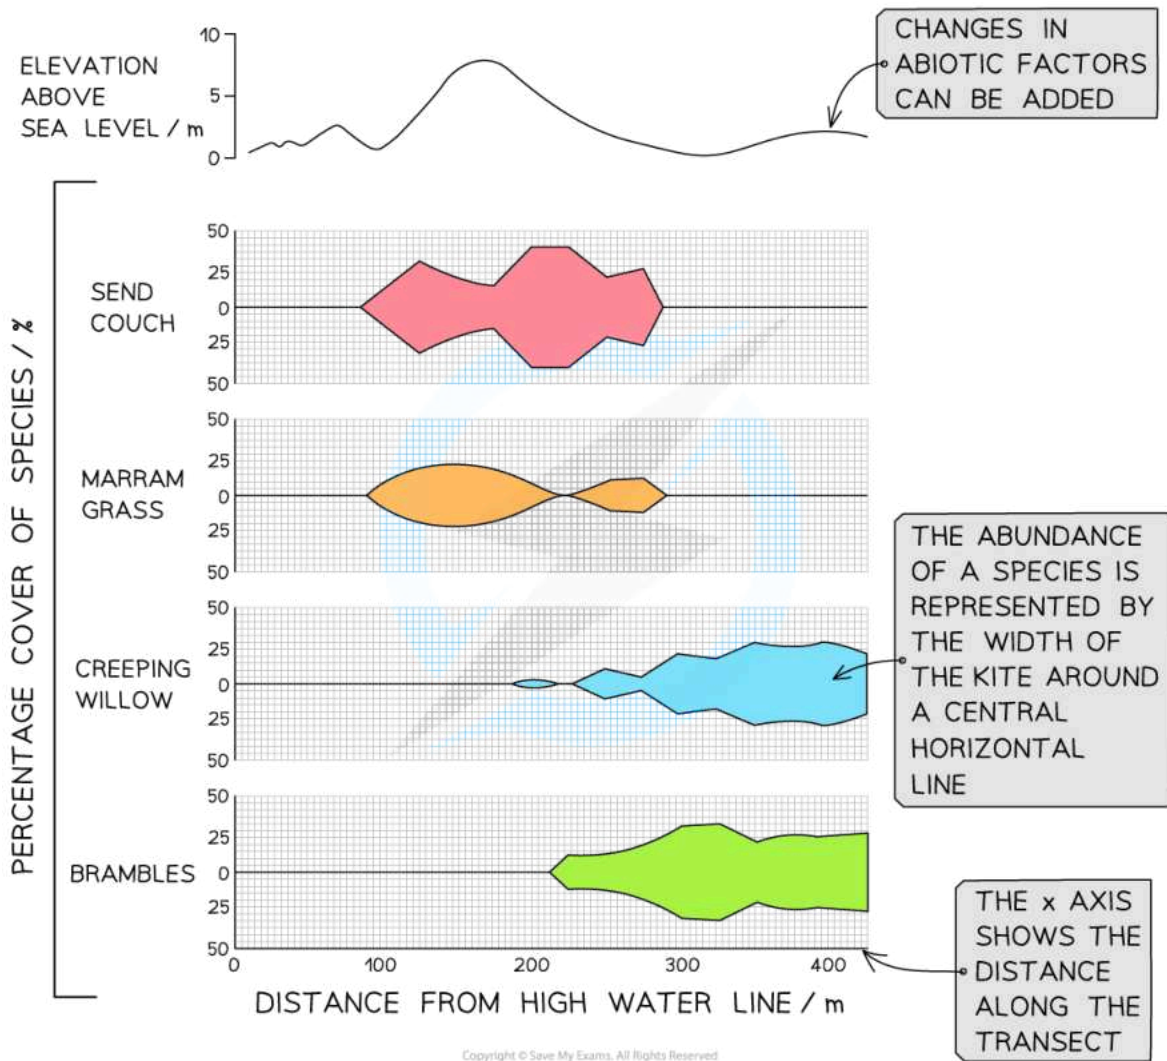 10
5
0
ELEVATION
ABOVE
SEA LEVEL / m
CHANGES IN
ABIOTIC FACTORS
CAN BE ADDED
PERCENTAGE COVER OF SPECIES / %
50
25
0
25
50
SEND
COUCH
50
25
0
25
50
MARRAM
GRASS
50
25
0
25
50
CREEPING
WILLOW
THE ABUNDANCE
OF A SPECIES IS
REPRESENTED BY
THE WIDTH OF
THE KITE AROUND
A CENTRAL
HORIZONTAL
LINE
50
25
0
25
50
BRAMBLES
0 100 200 300 400
DISTANCE FROM HIGH WATER LINE / m
THE x AXIS
SHOWS THE
DISTANCE
ALONG THE
TRANSECT
Copyright © Save My Exams. All Rights Reserved